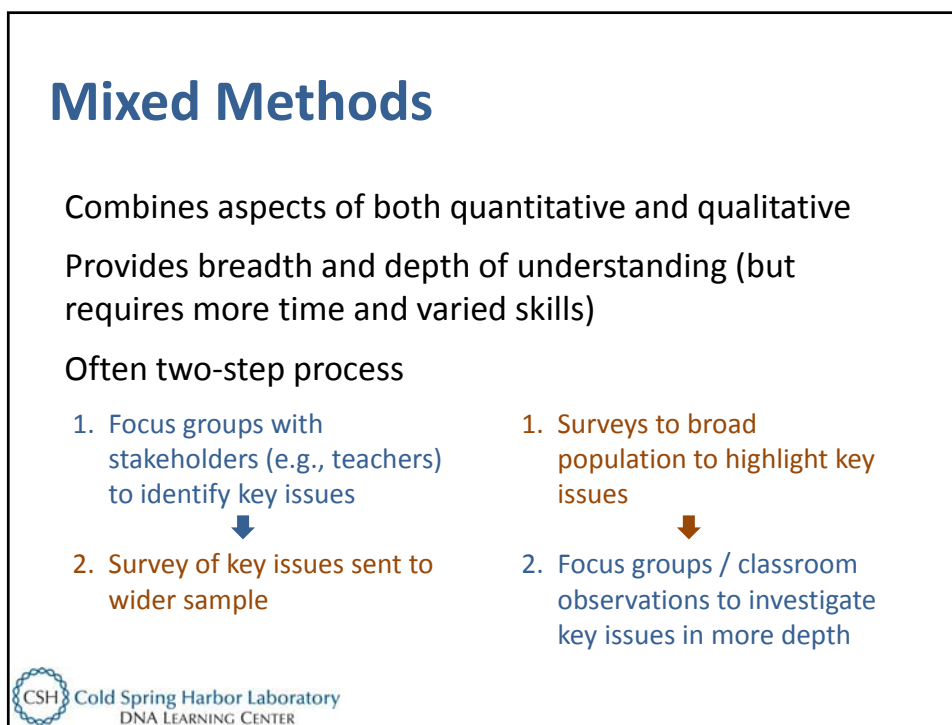 Mixed Methods
Combines aspects of both quantitative and qualitative
Provides breadth and depth of understanding (but
requires more time and varied skills)
Often two-step process
1. Focus groups with
stakeholders (e.g., teachers)
to identify key issues
2. Survey of key issues sent to
wider sample
1. Surveys to broad
population to highlight key
issues
2. Focus groups / classroom
observations to investigate
key issues in more depth
CSH Cold Spring Harbor Laboratory
DNA LEARNING CENTER